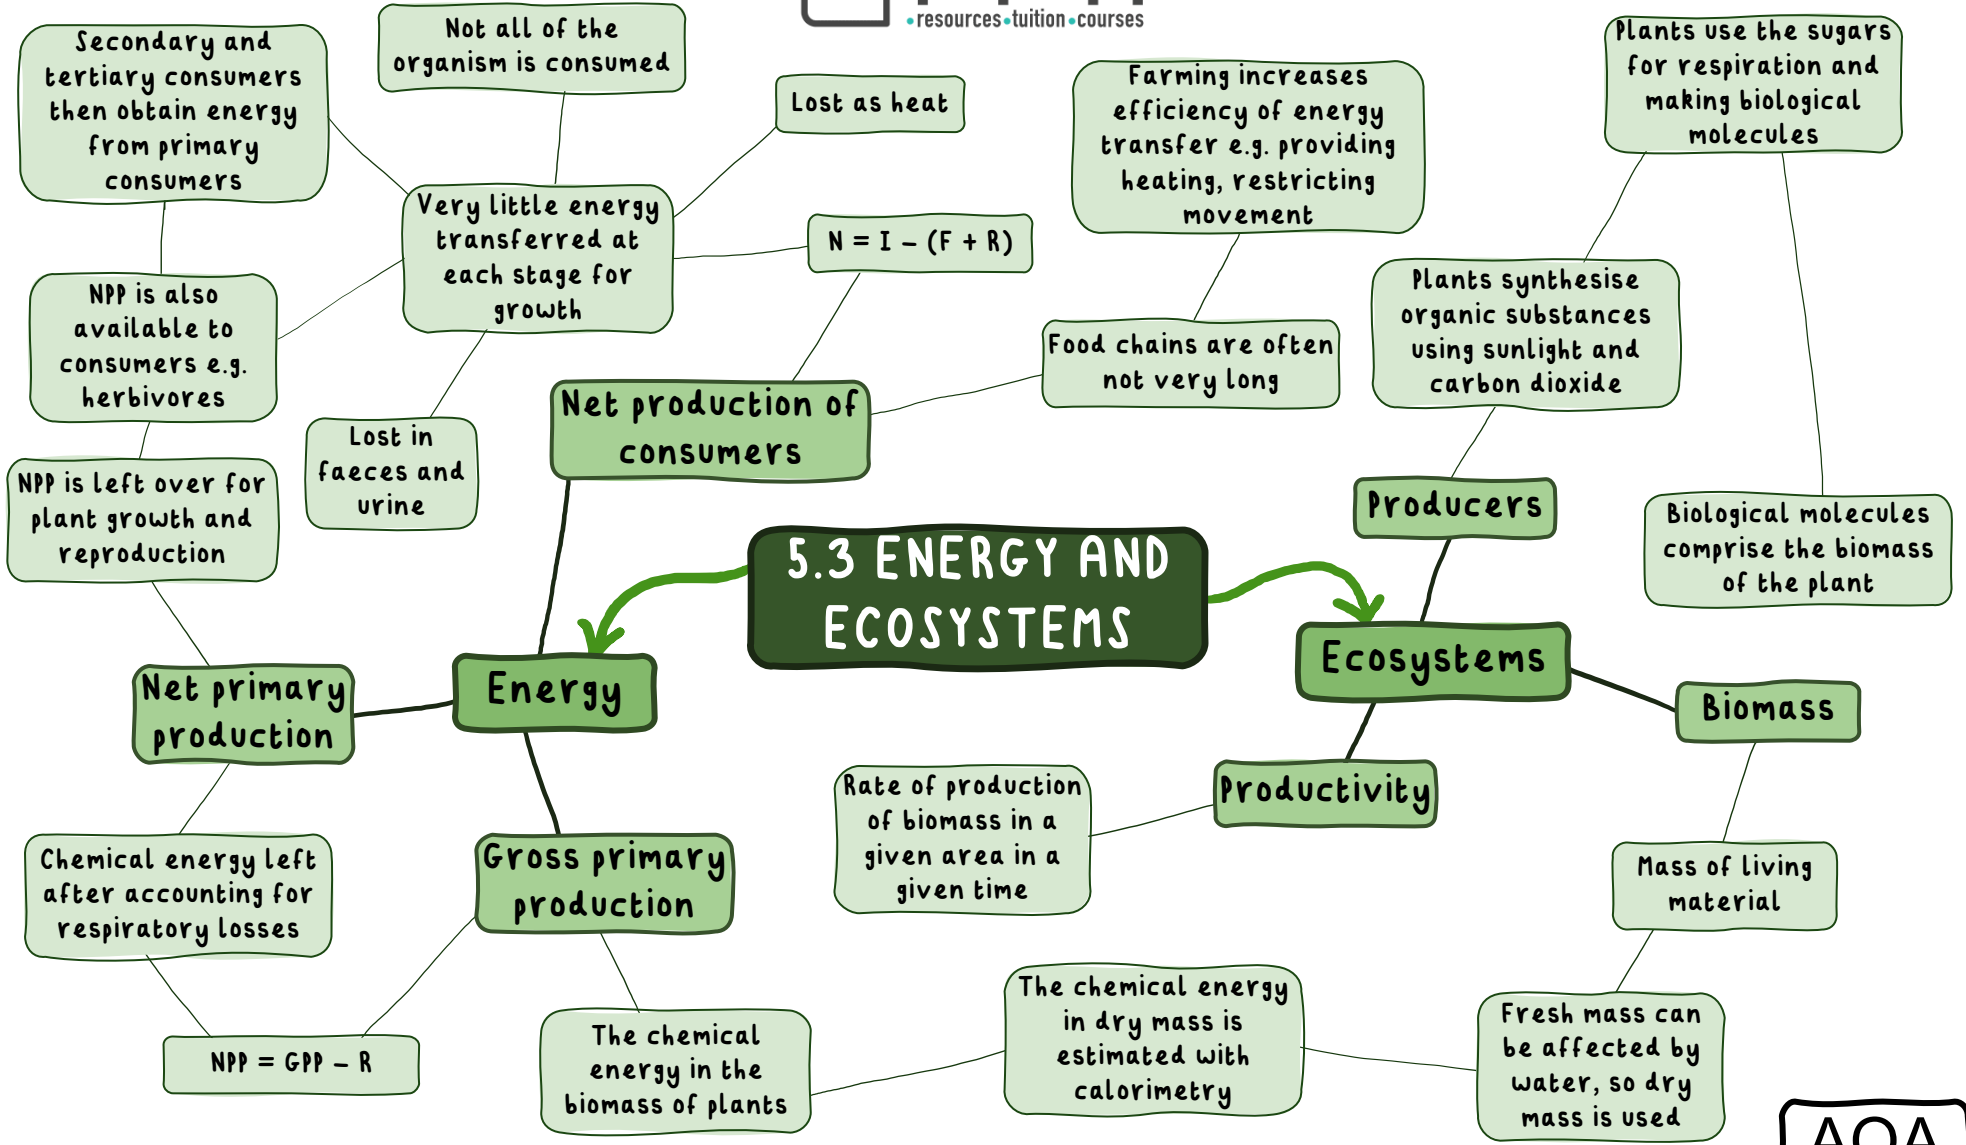 •resources•tuition•courses
Secondary and
tertiary consumers
then obtain energy
from primary
consumers
Not all of the
organism is consumed
Lost as heat
Farming increases
efficiency of energy
transfer e.g. providing
heating, restricting
movement
Plants use the sugars
for respiration and
making biological
molecules
Very little energy
transferred at
each stage for
growth
N = I – (F + R)
NPP is also
available to
consumers e.g.
herbivores
Plants synthesise
organic substances
using sunlight and
carbon dioxide
Food chains are often
not very long
Net production of
consumers
Lost in
faeces and
urine
NPP is left over for
plant growth and
reproduction
Producers
Biological molecules
comprise the biomass
of the plant
5.3 ENERGY AND
ECOSYSTEMS
Ecosystems
Energy
Net primary
production
Biomass
Productivity
Rate of production
of biomass in a
given area in a
given time
Gross primary
production
Chemical energy left
after accounting for
respiratory losses
Mass of living
material
NPP = GPP – R
The chemical
energy in the
biomass of plants
The chemical energy
in dry mass is
estimated with
calorimetry
Fresh mass can
be affected by
water, so dry
mass is used
AQA